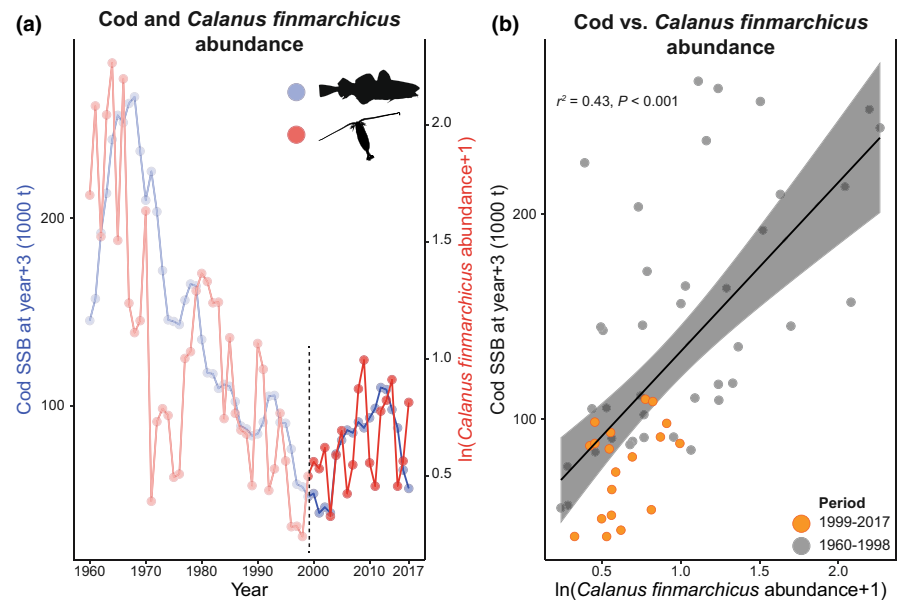 (a)
Cod and Calanus finmarchicus
abundance
Cod SSB at year+3 (1000 t)
200
100
2.0
1.5
1.0
0.5
ln(Calanus finmarchicus abundance+1)
1960
1970
1980
1990
2000
2010
2017
Year
(b)
Cod vs. Calanus finmarchicus
abundance
r² = 0.43, P < 0.001
Cod SSB at year+3 (1000 t)
200
100
Period
1999-2017
1960-1998
0.5
1.0
1.5
2.0
ln(Calanus finmarchicus abundance+1)